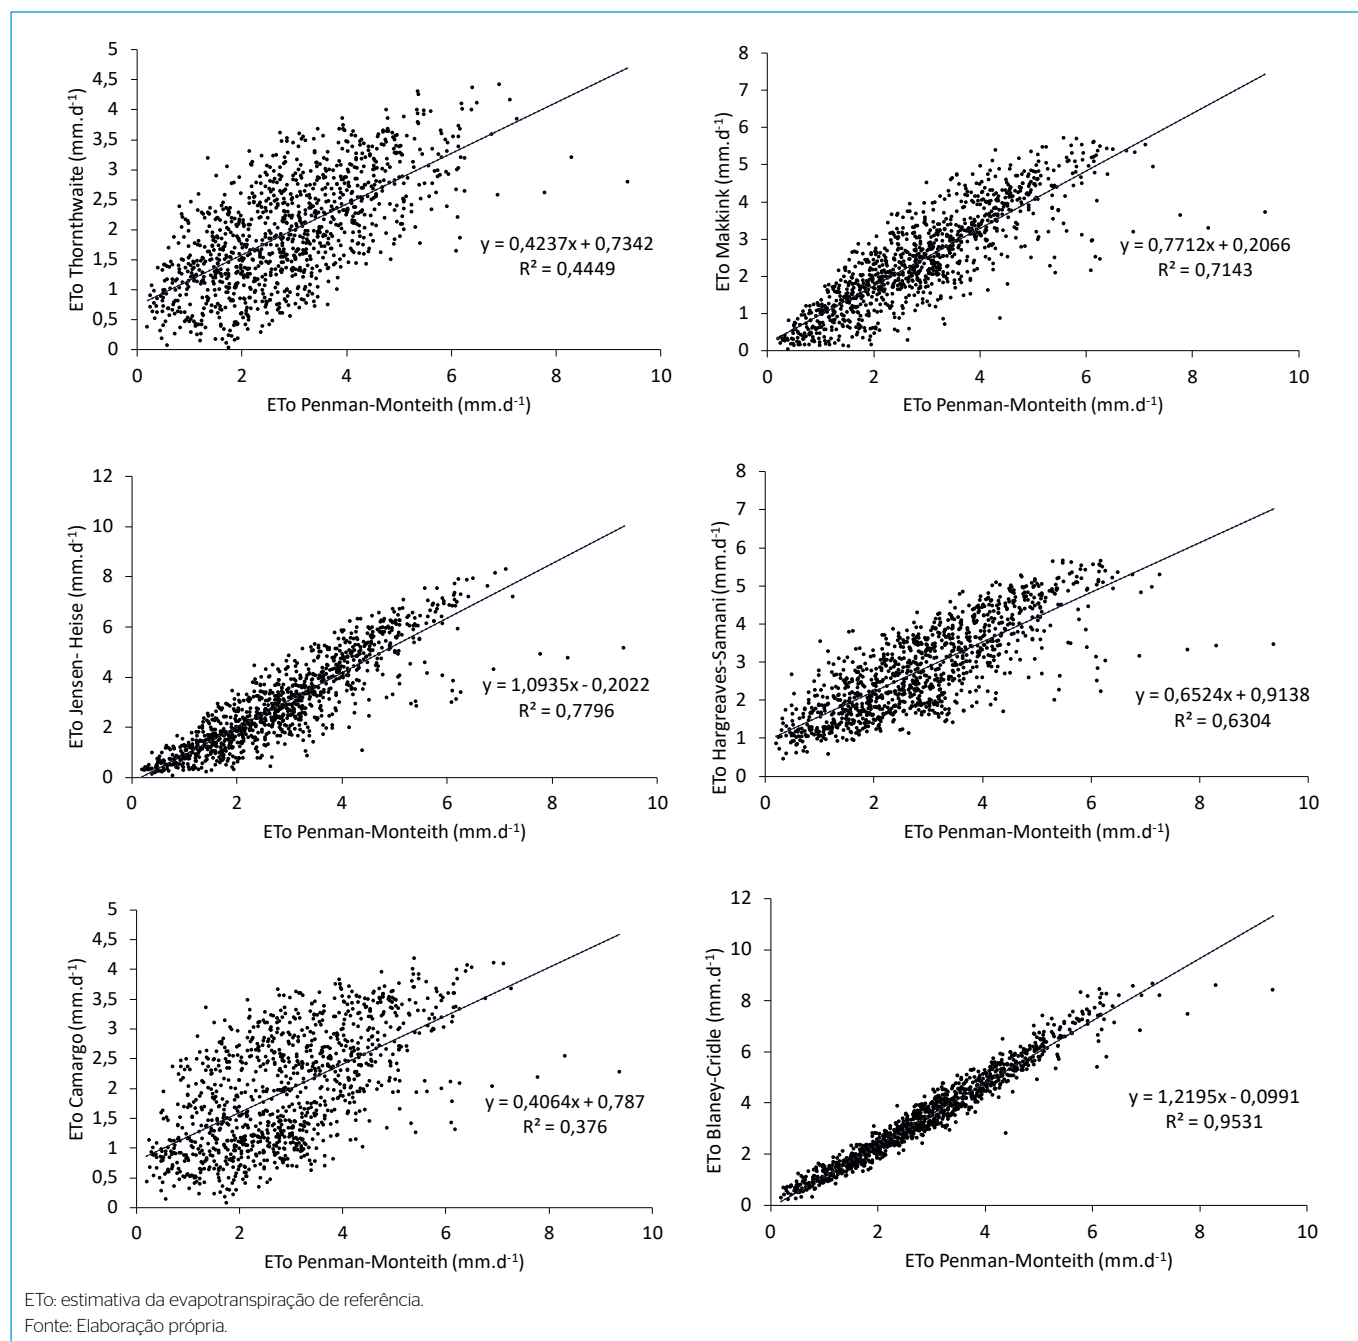 5
4,5
4
3,5
3
2,5
2
1,5
1
0,5
0
ETo Thornthwaite (mm.d⁻¹)
y = 0,4237x + 0,7342
R² = 0,4449
0 2 4 6 8 10
ETo Penman-Monteith (mm.d⁻¹)
8
7
6
5
4
3
2
1
0
ETo Makkink (mm.d⁻¹)
y = 0,7712x + 0,2066
R² = 0,7143
0 2 4 6 8 10
ETo Penman-Monteith (mm.d⁻¹)
12
10
8
6
4
2
0
ETo Jensen- Heise (mm.d⁻¹)
y = 1,0935x - 0,2022
R² = 0,7796
0 2 4 6 8 10
ETo Penman-Monteith (mm.d⁻¹)
8
7
6
5
4
3
2
1
0
ETo Hargreaves-Samani (mm.d⁻¹)
y = 0,6524x + 0,9138
R² = 0,6304
0 2 4 6 8 10
ETo Penman-Monteith (mm.d⁻¹)
5
4,5
4
3,5
3
2,5
2
1,5
1
0,5
0
ETo Camargo (mm.d⁻¹)
y = 0,4064x + 0,787
R² = 0,376
0 2 4 6 8 10
ETo Penman-Monteith (mm.d⁻¹)
12
10
8
6
4
2
0
ETo Blaney-Cridle (mm.d⁻¹)
y = 1,2195x - 0,0991
R² = 0,9531
0 2 4 6 8 10
ETo Penman-Monteith (mm.d⁻¹)
ETo: estimativa da evapotranspiração de referência.
Fonte: Elaboração própria.